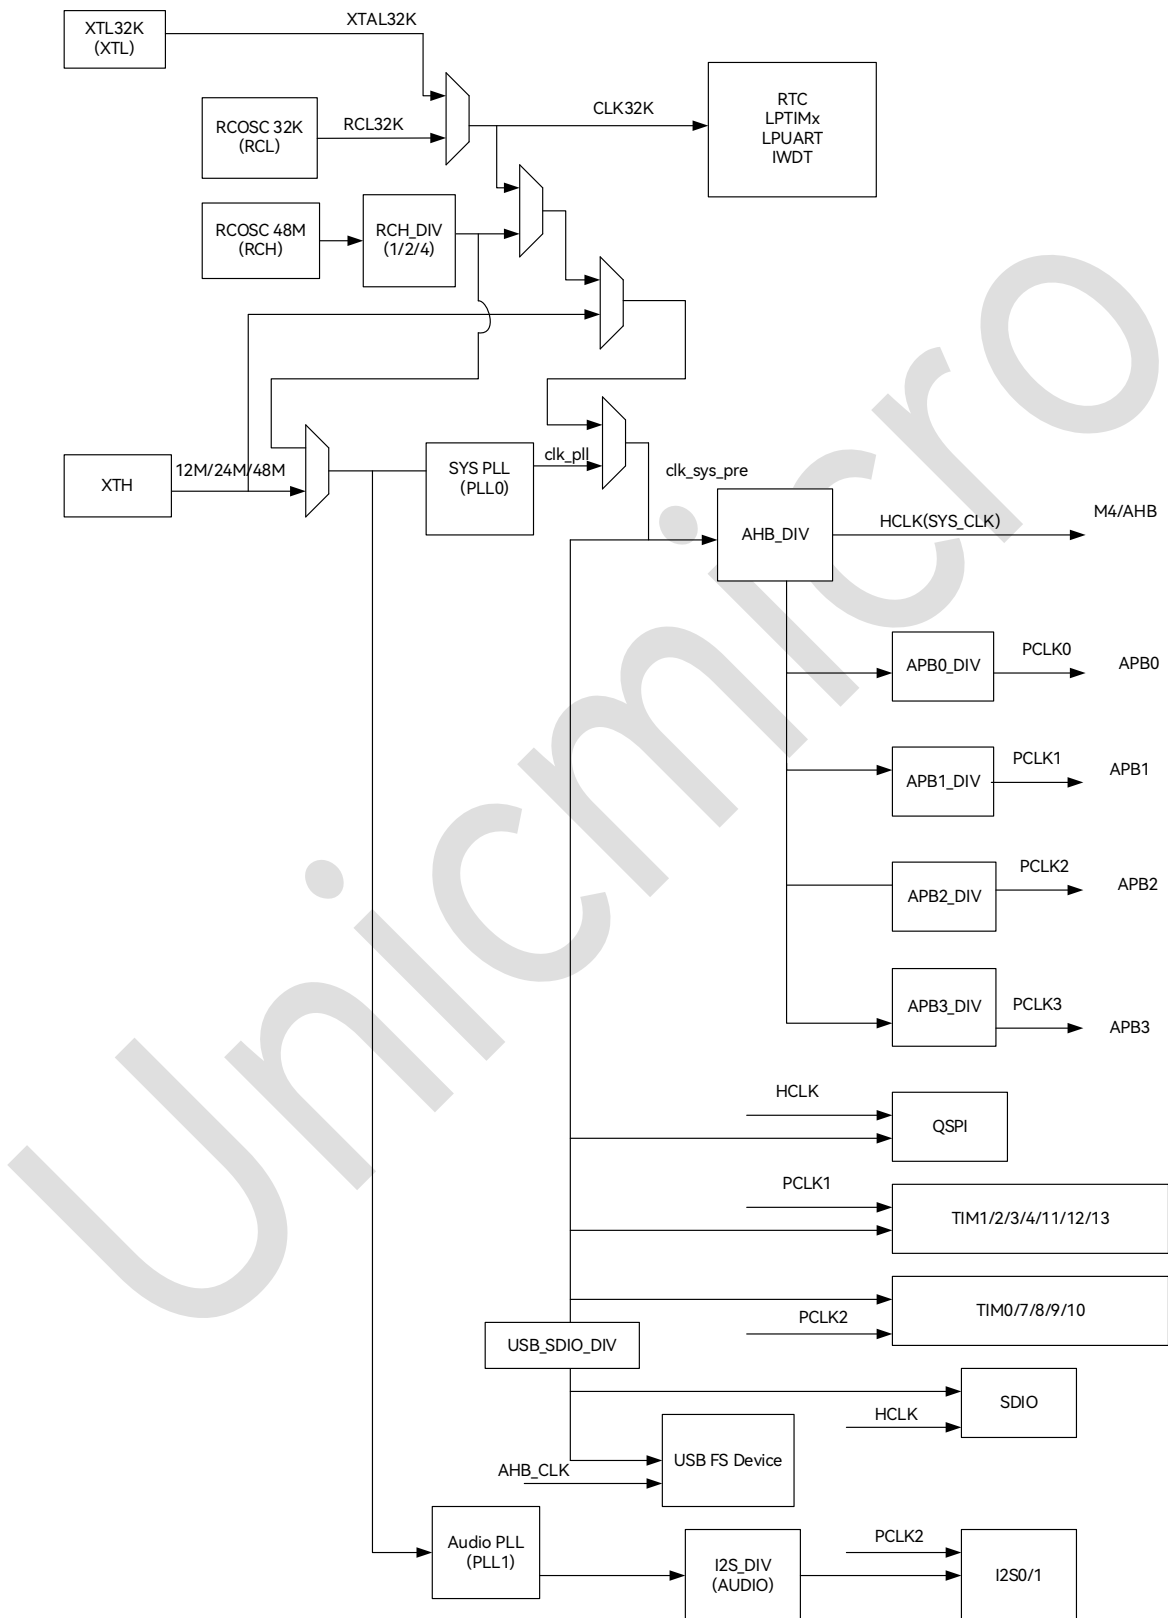 XTL32K
(XTL)
XTAL32K
RCOSC 32K
(RCL)
RCL32K
CLK32K
RTC
LPTIMx
LPUART
IWDT
RCOSC 48M
(RCH)
RCH_DIV
(1/2/4)
XTH
12M/24M/48M
SYS PLL
(PLL0)
clk_pll
clk_sys_pre
AHB_DIV
HCLK(SYS_CLK)
M4/AHB
APB0_DIV
PCLK0
APB0
APB1_DIV
PCLK1
APB1
APB2_DIV
PCLK2
APB2
APB3_DIV
PCLK3
APB3
HCLK
QSPI
PCLK1
TIM1/2/3/4/11/12/13
TIM0/7/8/9/10
PCLK2
USB_SDIO_DIV
SDIO
HCLK
USB FS Device
AHB_CLK
Audio PLL
(PLL1)
I2S_DIV
(AUDIO)
PCLK2
I2S0/1
Unicmicro